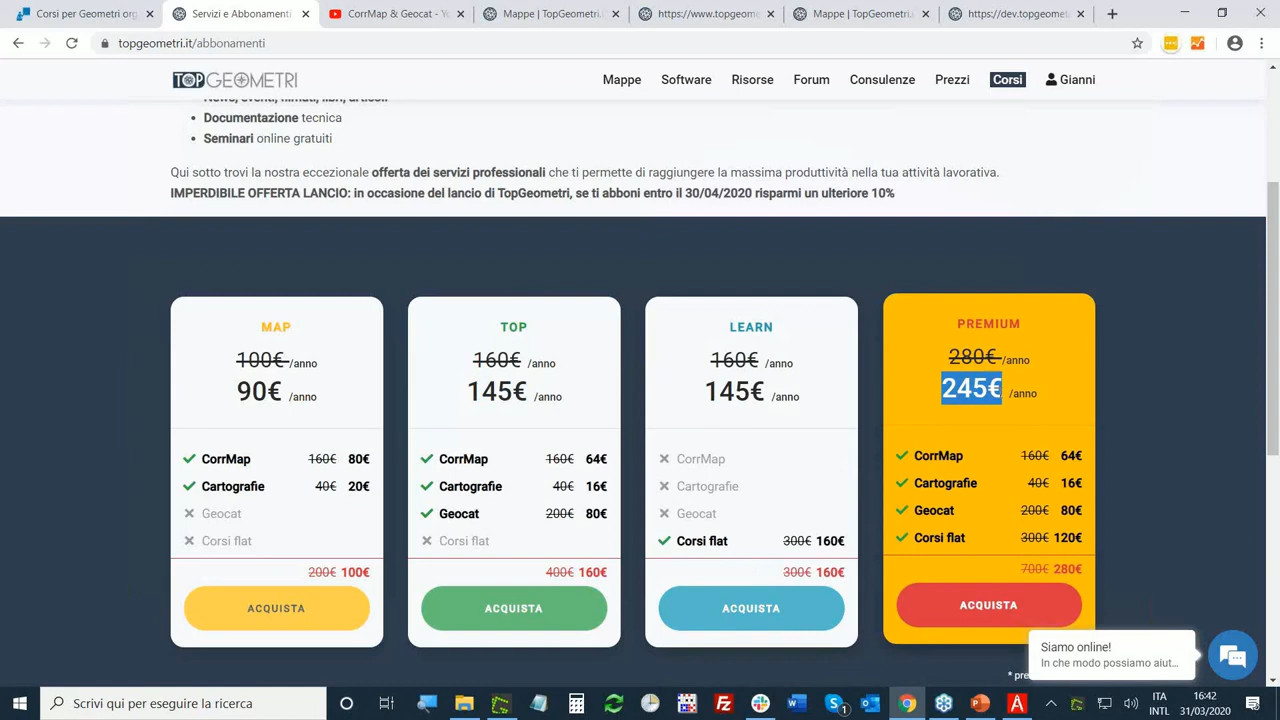 Corsi per Geometri org
Servizi e Abbonamenti
CorrMap & Geocat - Y
Mappe | TopGeometri.
https://www.topgeome
Mappe | TopGeometri.
https://dev.topgeomet
topgeometri.it/abbonamenti
TOPGEOMETRI
Mappe
Software
Risorse
Forum
Consulenze
Prezzi
Corsi
Gianni
Documentazione tecnica
Seminari online gratuiti
Qui sotto trovi la nostra eccezionale offerta dei servizi professionali che ti permette di raggiungere la massima produttività nella tua attività lavorativa.
IMPERDIBILE OFFERTA LANCIO: in occasione del lancio di TopGeometri, se ti abboni entro il 30/04/2020 risparmi un ulteriore 10%
MAP
100€ /anno
90€ /anno
CorrMap 160€ 80€
Cartografie 40€ 20€
Geocat
Corsi flat
200€ 100€
ACQUISTA
TOP
160€ /anno
145€ /anno
CorrMap 160€ 64€
Cartografie 40€ 16€
Geocat 200€ 80€
Corsi flat
400€ 160€
ACQUISTA
LEARN
160€ /anno
145€ /anno
CorrMap
Cartografie
Geocat
Corsi flat 300€ 160€
300€ 160€
ACQUISTA
PREMIUM
280€ /anno
245€ /anno
CorrMap 160€ 64€
Cartografie 40€ 16€
Geocat 200€ 80€
Corsi flat 300€ 120€
700€ 280€
ACQUISTA
Siamo online!
In che modo possiamo aiut...
* pre
Scrivi qui per eseguire la ricerca
ITA
INTL
16:42
31/03/2020